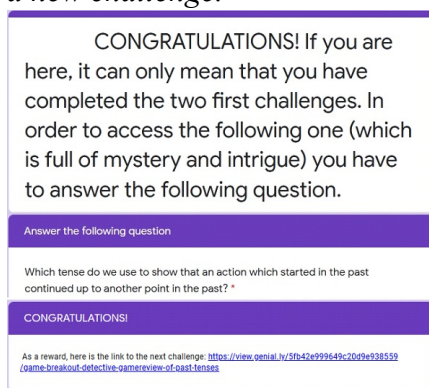 a new challenge.
CONGRATULATIONS! If you are
here, it can only mean that you have
completed the two first challenges. In
order to access the following one (which
is full of mystery and intrigue) you have
to answer the following question.
Answer the following question
Which tense do we use to show that an action which started in the past
continued up to another point in the past? *
CONGRATULATIONS!
As a reward, here is the link to the next challenge: https://view.genial.ly/5fb42e999649c20d9e938559
/game-breakout-detective-gamereview-of-past-tenses